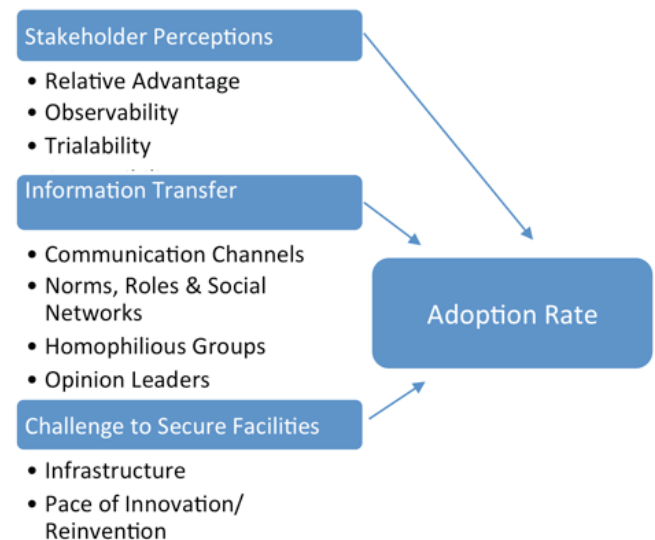 Stakeholder Perceptions
• Relative Advantage
• Observability
• Trialability
Information Transfer
• Communication Channels
• Norms, Roles & Social
Networks
• Homophilious Groups
• Opinion Leaders
Challenge to Secure Facilities
• Infrastructure
• Pace of Innovation/
Reinvention
Adoption Rate